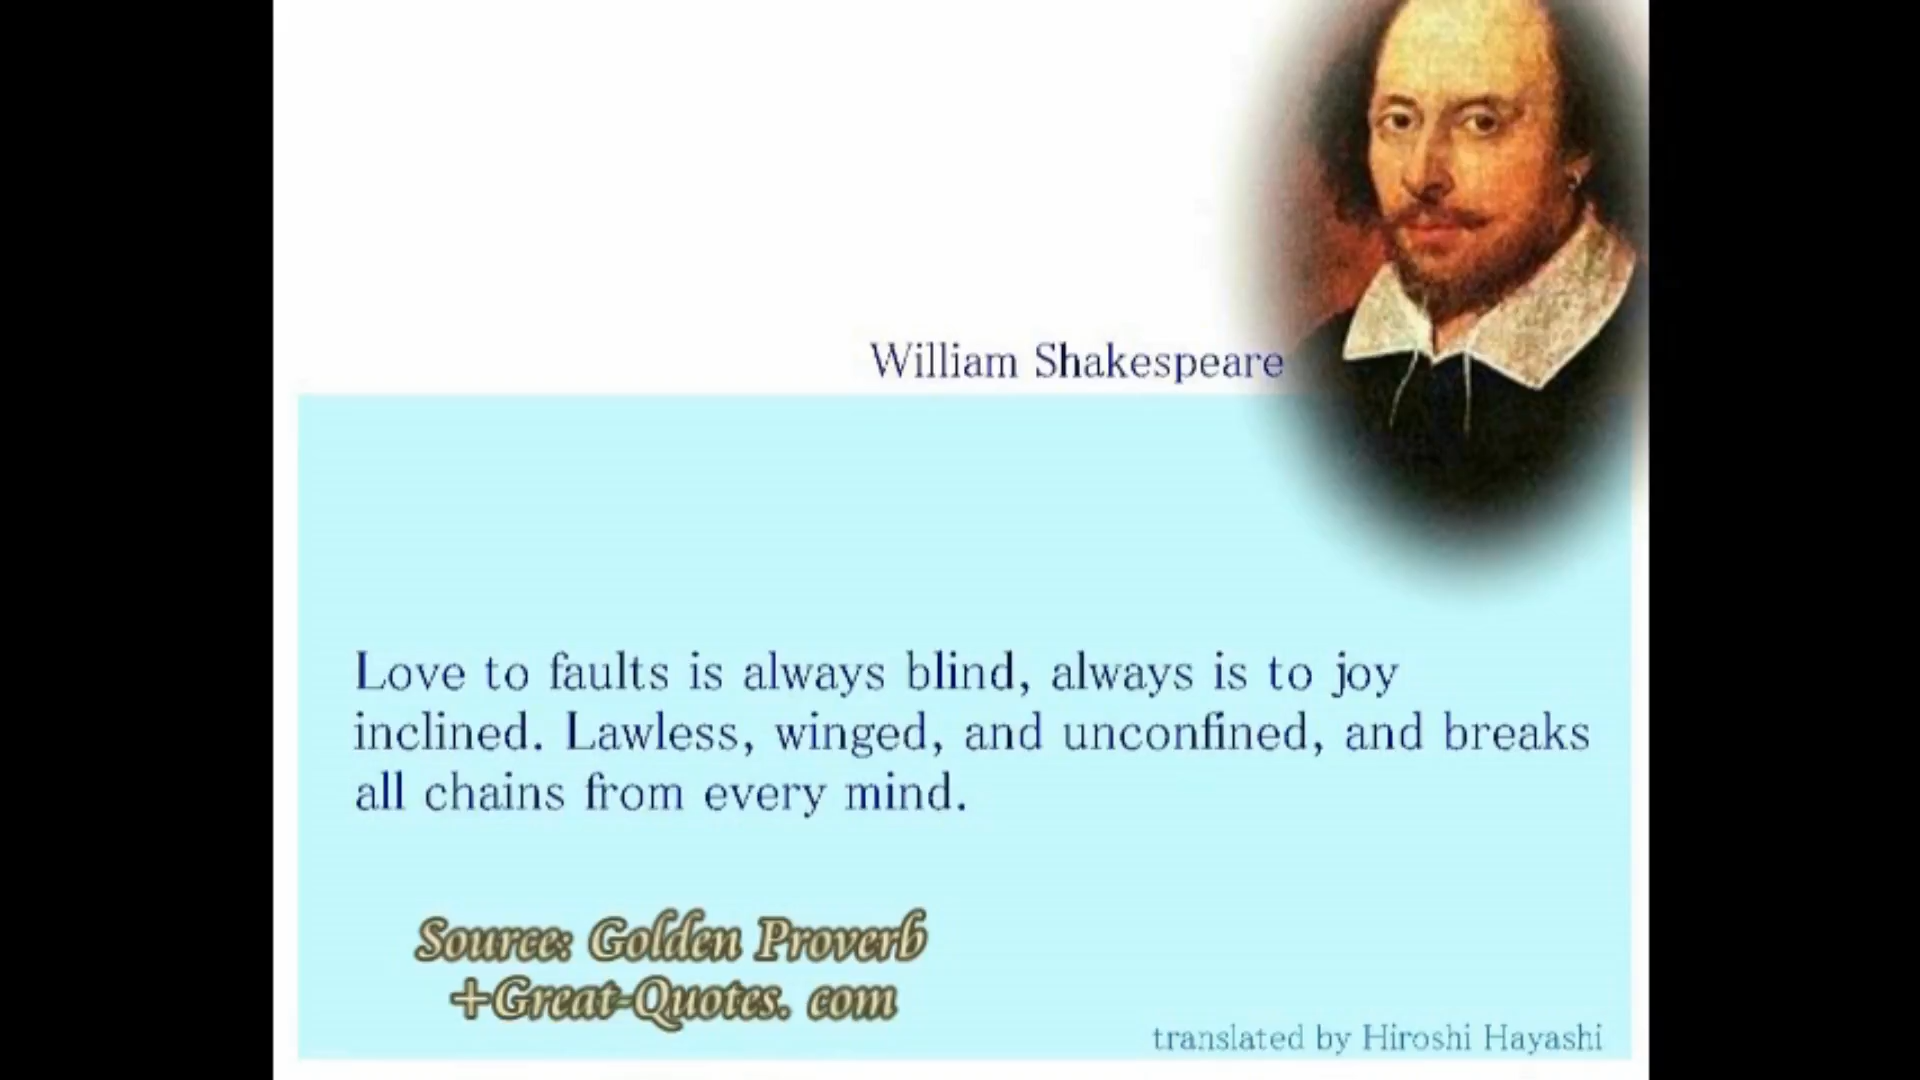 William Shakespeare
Love to faults is always blind, always is to joy
inclined. Lawless, winged, and unconfined, and breaks
all chains from every mind.
Source: Golden Proverb
+Great-Quotes. com
translated by Hiroshi Hayashi